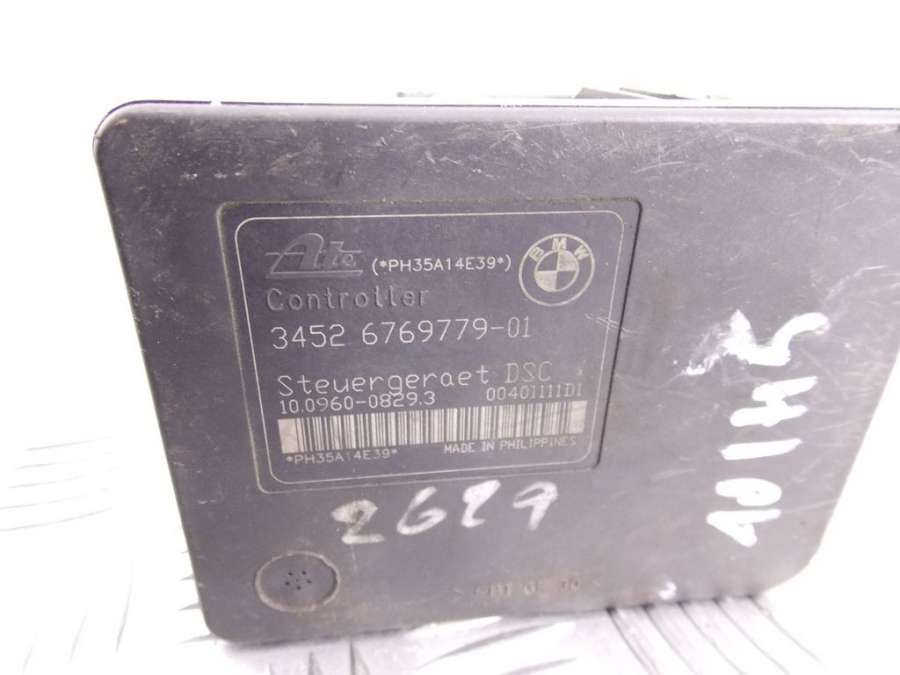 Ate (*PH35A14E39*) BMW
Controller
3452 6769779-01
Steuergeraet DSC
10.0960-0829.3 00401111D1
*PH35A14E39* MADE IN PHILIPPINES
2629